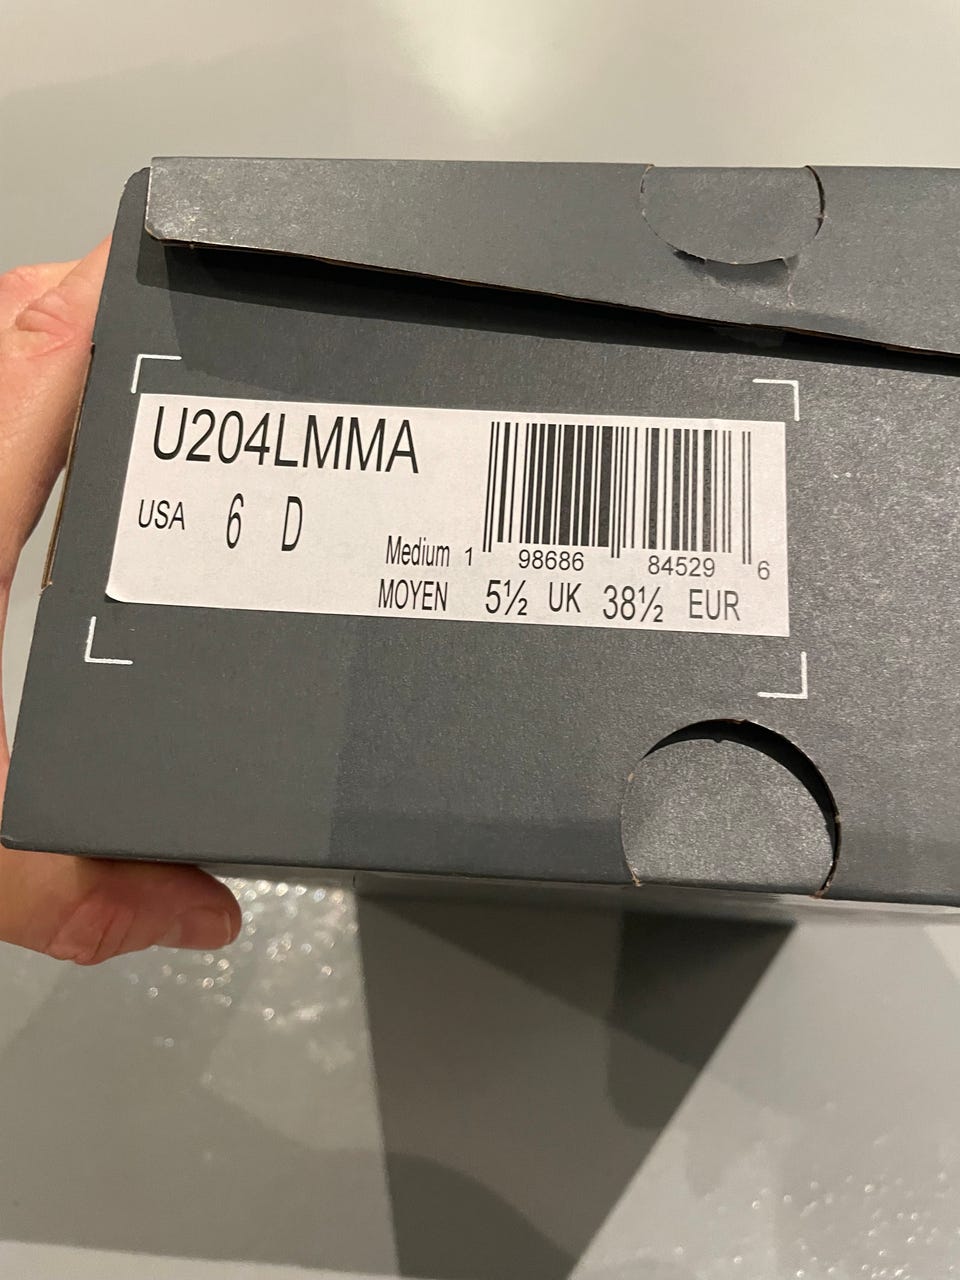 U204LMMA
USA 6 D
Medium
MOYEN
1 98686 84529 6
5½ UK 38½ EUR